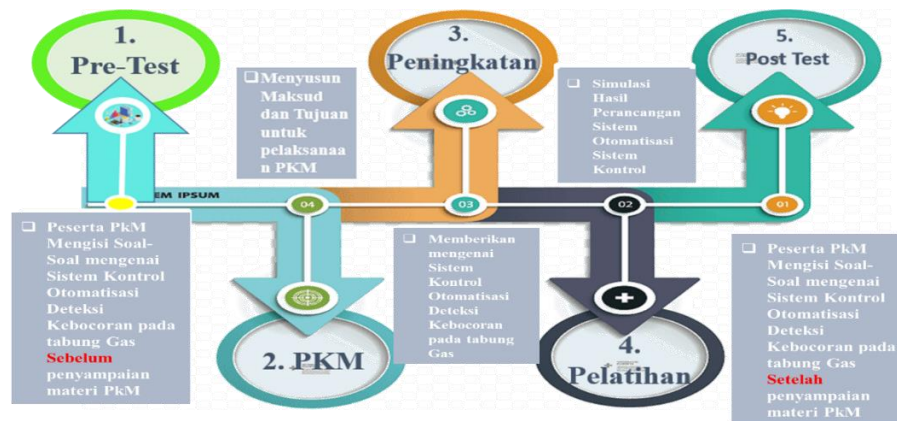 1.
Pre-Test
☐ Peserta PkM
Mengisi Soal-
Soal mengenai
Sistem Kontrol
Otomatisasi
Deteksi
Kebocoran pada
tabung Gas
Sebelum
penyampaian
materi PkM
☐Menyusun
Maksud
dan Tujuan
untuk
pelaksanaa
n PKM
2. PKM
3.
Peningkatan
☐ Memberikan
mengenai
Sistem
Kontrol
Otomatisasi
Deteksi
Kebocoran
pada tabung
Gas
☐ Simulasi
Hasil
Perancangan
Sistem
Otomatisasi
Sistem
Kontrol
4.
Pelatihan
5.
Post Test
☐ Peserta PkM
Mengisi Soal-
Soal mengenai
Sistem Kontrol
Otomatisasi
Deteksi
Kebocoran pada
tabung Gas
Setelah
penyampaian
materi PkM
EM IPSUM
04
03
02
01